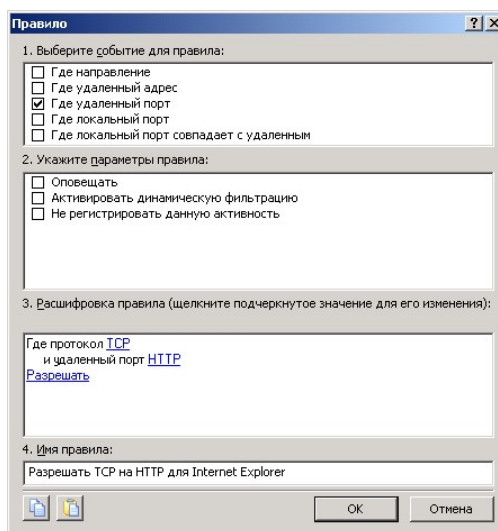 Правило
1. Выберите событие для правила:
Где направление
Где удаленный адрес
Где удаленный порт
Где локальный порт
Где локальный порт совпадает с удаленным
2. Укажите параметры правила:
Оповещать
Активировать динамическую фильтрацию
Не регистрировать данную активность
3. Расшифровка правила (щелкните подчеркнутое значение для его изменения):
Где протокол TCP
и удаленный порт HTTP
Разрешать
4. Имя правила:
Разрешать TCP на HTTP для Internet Explorer
OK Отмена